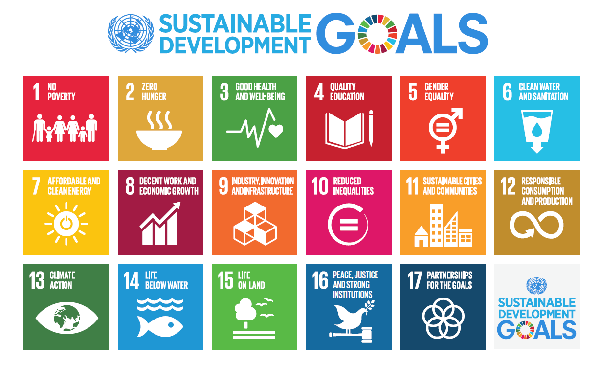 SUSTAINABLE
DEVELOPMENT
GOALS
1 NO
POVERTY
2 ZERO
HUNGER
3 GOOD HEALTH
AND WELL-BEING
4 QUALITY
EDUCATION
5 GENDER
EQUALITY
6 CLEAN WATER
AND SANITATION
7 AFFORDABLE AND
CLEAN ENERGY
8 DECENT WORK AND
ECONOMIC GROWTH
9 INDUSTRY, INNOVATION
AND INFRASTRUCTURE
10 REDUCED
INEQUALITIES
11 SUSTAINABLE CITIES
AND COMMUNITIES
12 RESPONSIBLE
CONSUMPTION
AND PRODUCTION
13 CLIMATE
ACTION
14 LIFE
BELOW WATER
15 LIFE
ON LAND
16 PEACE, JUSTICE
AND STRONG
INSTITUTIONS
17 PARTNERSHIPS
FOR THE GOALS
SUSTAINABLE
DEVELOPMENT
GOALS